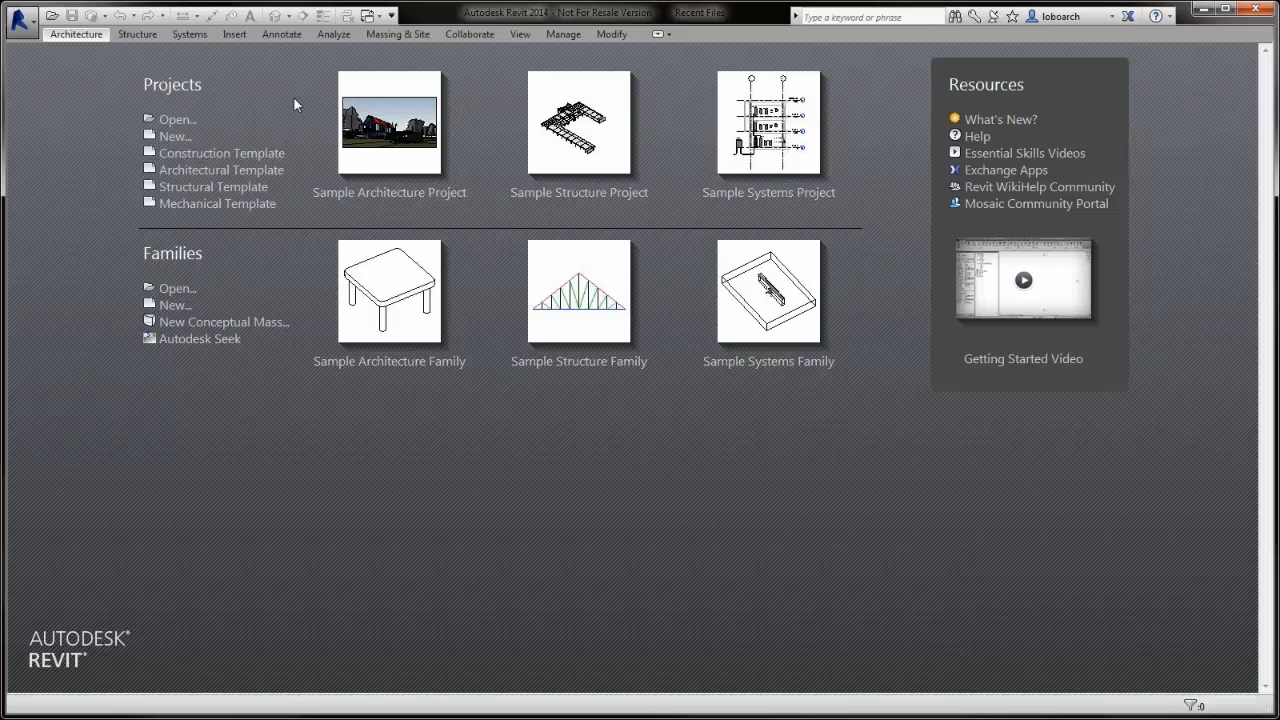 Autodesk Revit 2014 - Not For Resale Version Recent Files
Type a keyword or phrase
loboarch
Architecture Structure Systems Insert Annotate Analyze Massing & Site Collaborate View Manage Modify
Projects
Open...
New...
Construction Template
Architectural Template
Structural Template
Mechanical Template
Sample Architecture Project
Sample Structure Project
Sample Systems Project
Families
Open...
New...
New Conceptual Mass...
Autodesk Seek
Sample Architecture Family
Sample Structure Family
Sample Systems Family
Resources
What's New?
Help
Essential Skills Videos
Exchange Apps
Revit WikiHelp Community
Mosaic Community Portal
Getting Started Video
AUTODESK®
REVIT®
:0